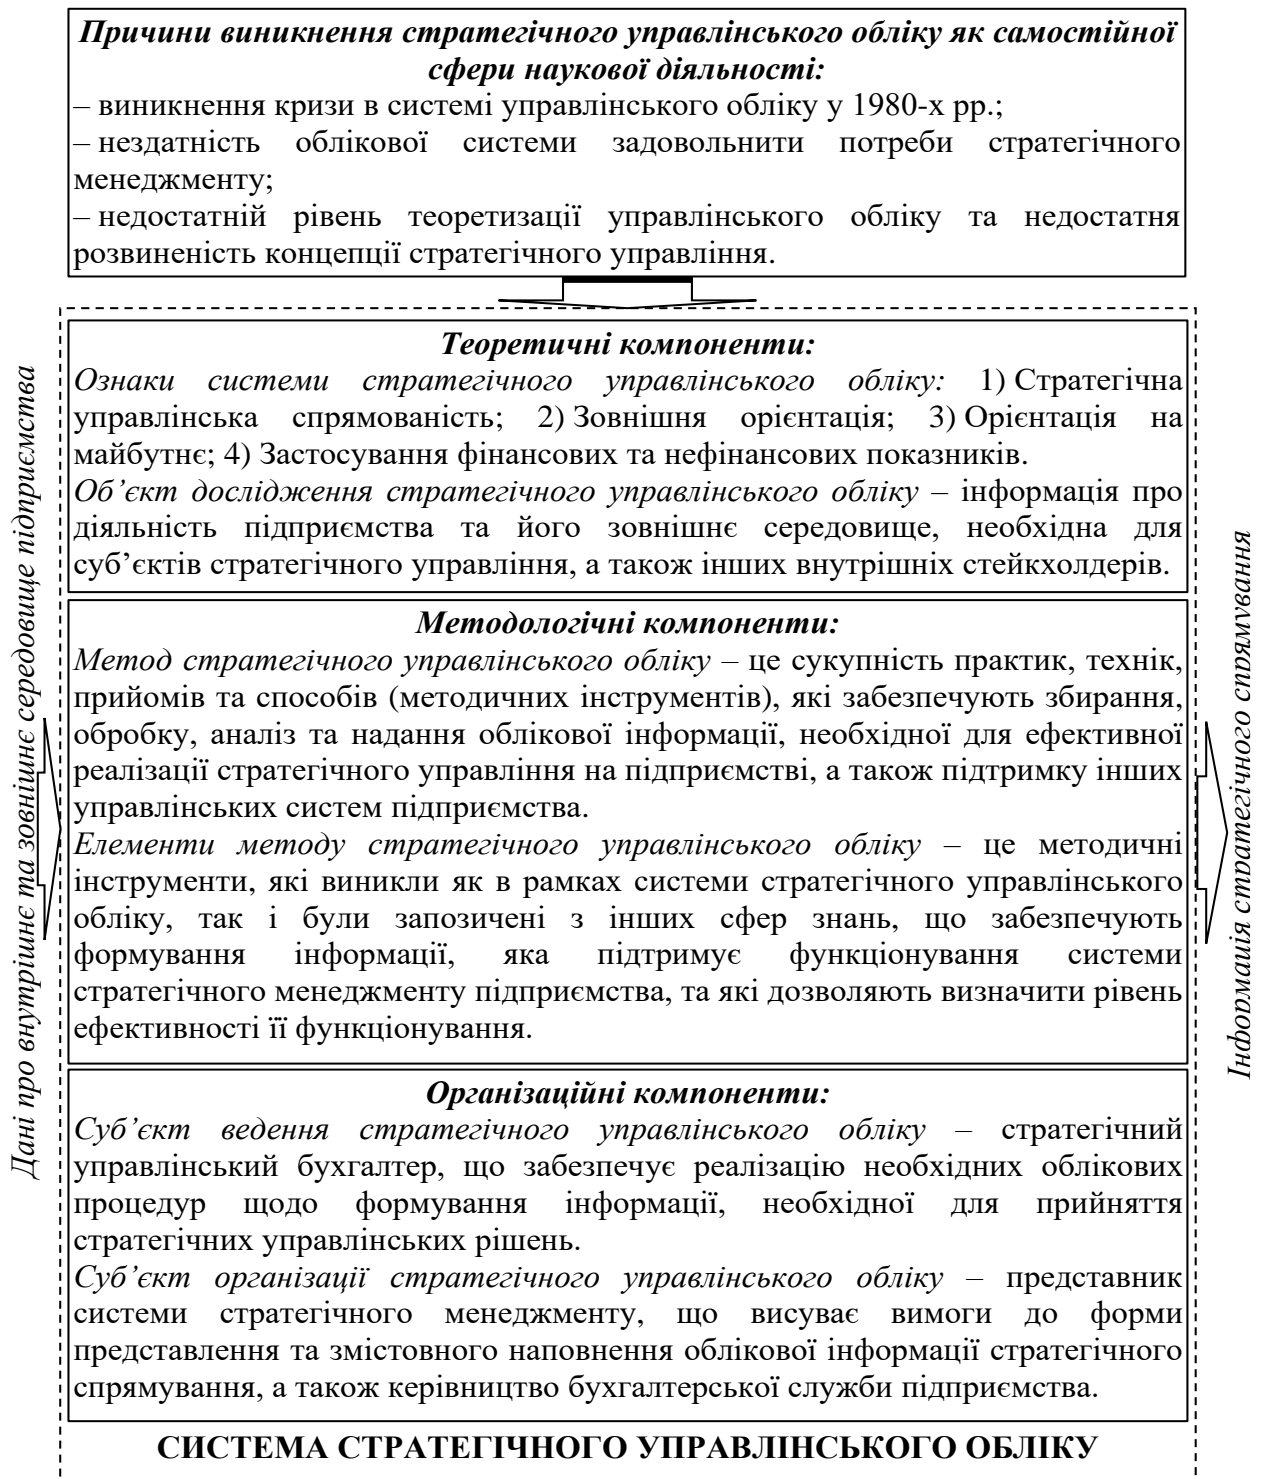 Причини виникнення стратегічного управлінського обліку як самостійної
сфери наукової діяльності:
– виникнення кризи в системі управлінського обліку у 1980-х рр.;
– нездатність облікової системи задовольнити потреби стратегічного
менеджменту;
– недостатній рівень теоретизації управлінського обліку та недостатня
розвиненість концепції стратегічного управління.
Дані про внутрішнє та зовнішнє середовище підприємства
Теоретичні компоненти:
Ознаки системи стратегічного управлінського обліку: 1) Стратегічна
управлінська спрямованість; 2) Зовнішня орієнтація; 3) Орієнтація на
майбутнє; 4) Застосування фінансових та нефінансових показників.
Об’єкт дослідження стратегічного управлінського обліку – інформація про
діяльність підприємства та його зовнішнє середовище, необхідна для
суб’єктів стратегічного управління, а також інших внутрішніх стейкхолдерів.
Методологічні компоненти:
Метод стратегічного управлінського обліку – це сукупність практик, технік,
прийомів та способів (методичних інструментів), які забезпечують збирання,
обробку, аналіз та надання облікової інформації, необхідної для ефективної
реалізації стратегічного управління на підприємстві, а також підтримку інших
управлінських систем підприємства.
Елементи методу стратегічного управлінського обліку – це методичні
інструменти, які виникли як в рамках системи стратегічного управлінського
обліку, так і були запозичені з інших сфер знань, що забезпечують
формування інформації, яка підтримує функціонування системи
стратегічного менеджменту підприємства, та які дозволяють визначити рівень
ефективності її функціонування.
Організаційні компоненти:
Суб’єкт ведення стратегічного управлінського обліку – стратегічний
управлінський бухгалтер, що забезпечує реалізацію необхідних облікових
процедур щодо формування інформації, необхідної для прийняття
стратегічних управлінських рішень.
Суб’єкт організації стратегічного управлінського обліку – представник
системи стратегічного менеджменту, що висуває вимоги до форми
представлення та змістовного наповнення облікової інформації стратегічного
спрямування, а також керівництво бухгалтерської служби підприємства.
СИСТЕМА СТРАТЕГІЧНОГО УПРАВЛІНСЬКОГО ОБЛІКУ
Інформація стратегічного спрямування